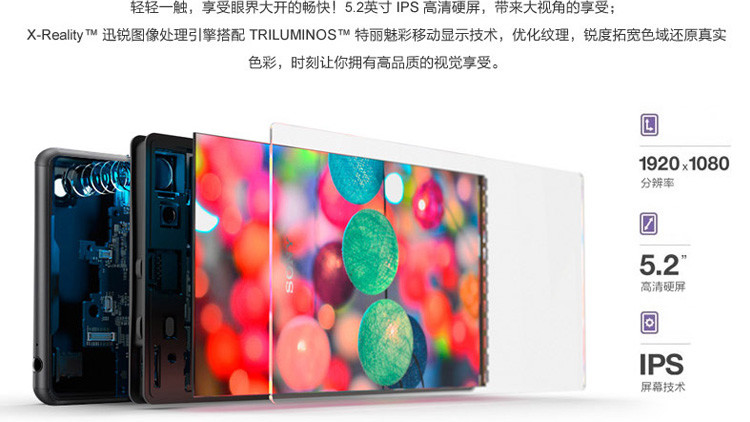 轻轻一触，享受眼界大开的畅快！5.2英寸 IPS 高清硬屏，带来大视角的享受；
X-Reality™ 迅锐图像处理引擎搭配 TRILUMINOS™ 特丽魅彩移动显示技术，优化纹理，锐度拓宽色域还原真实
色彩，时刻让你拥有高品质的视觉享受。
1920x1080
分辨率
5.2”
高清硬屏
IPS
屏幕技术